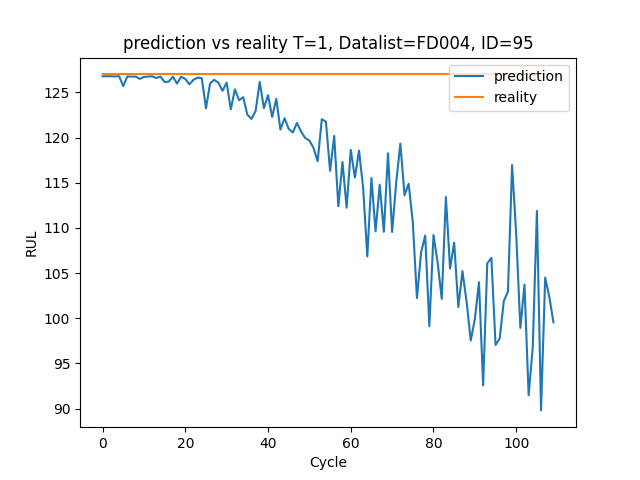 prediction vs reality T=1, Datalist=FD004, ID=95
prediction
reality
RUL
125
120
115
110
105
100
95
90
0 20 40 60 80 100
Cycle